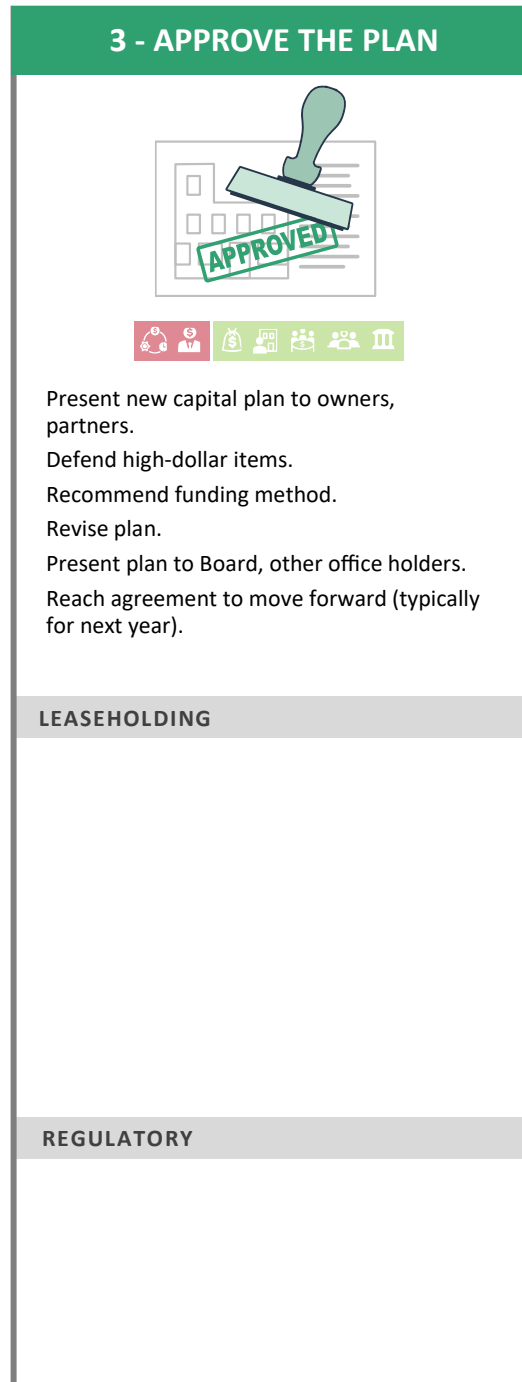 3 - APPROVE THE PLAN
APPROVED
Present new capital plan to owners,
partners.
Defend high-dollar items.
Recommend funding method.
Revise plan.
Present plan to Board, other office holders.
Reach agreement to move forward (typically
for next year).
LEASEHOLDING
REGULATORY